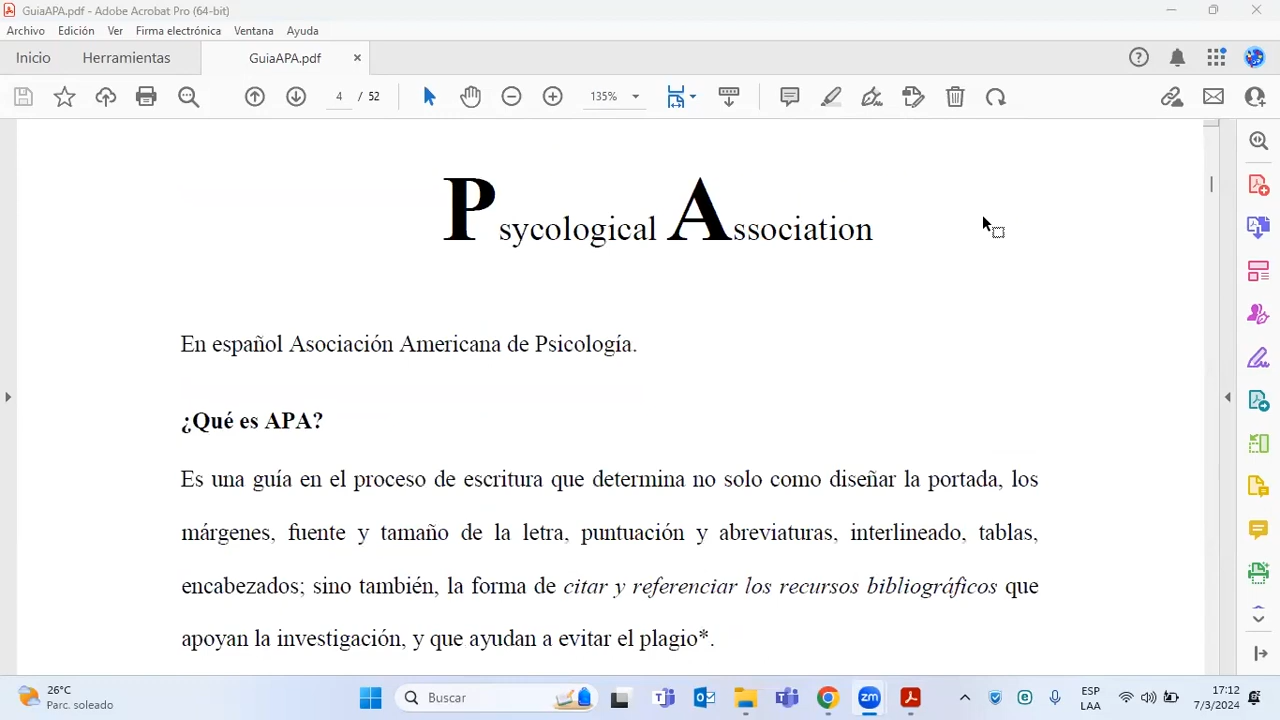 GuiaAPA.pdf - Adobe Acrobat Pro (64-bit)
Archivo Edición Ver Firma electrónica Ventana Ayuda
Inicio Herramientas GuiaAPA.pdf
4 / 52 135%
Psycological Association
En español Asociación Americana de Psicología.
¿Qué es APA?
Es una guía en el proceso de escritura que determina no solo como diseñar la portada, los
márgenes, fuente y tamaño de la letra, puntuación y abreviaturas, interlineado, tablas,
encabezados; sino también, la forma de citar y referenciar los recursos bibliográficos que
apoyan la investigación, y que ayudan a evitar el plagio*.
26°C
Parc. soleado
Buscar
zm
ESP
LAA
17:12
7/3/2024